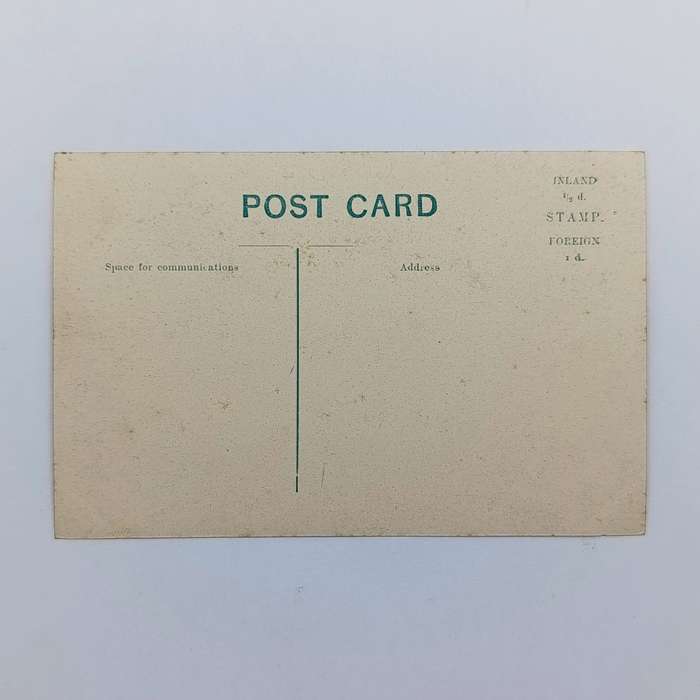 POST CARD
INLAND
½ d.
STAMP.
FOREIGN
1 d.
Space for communications
Address